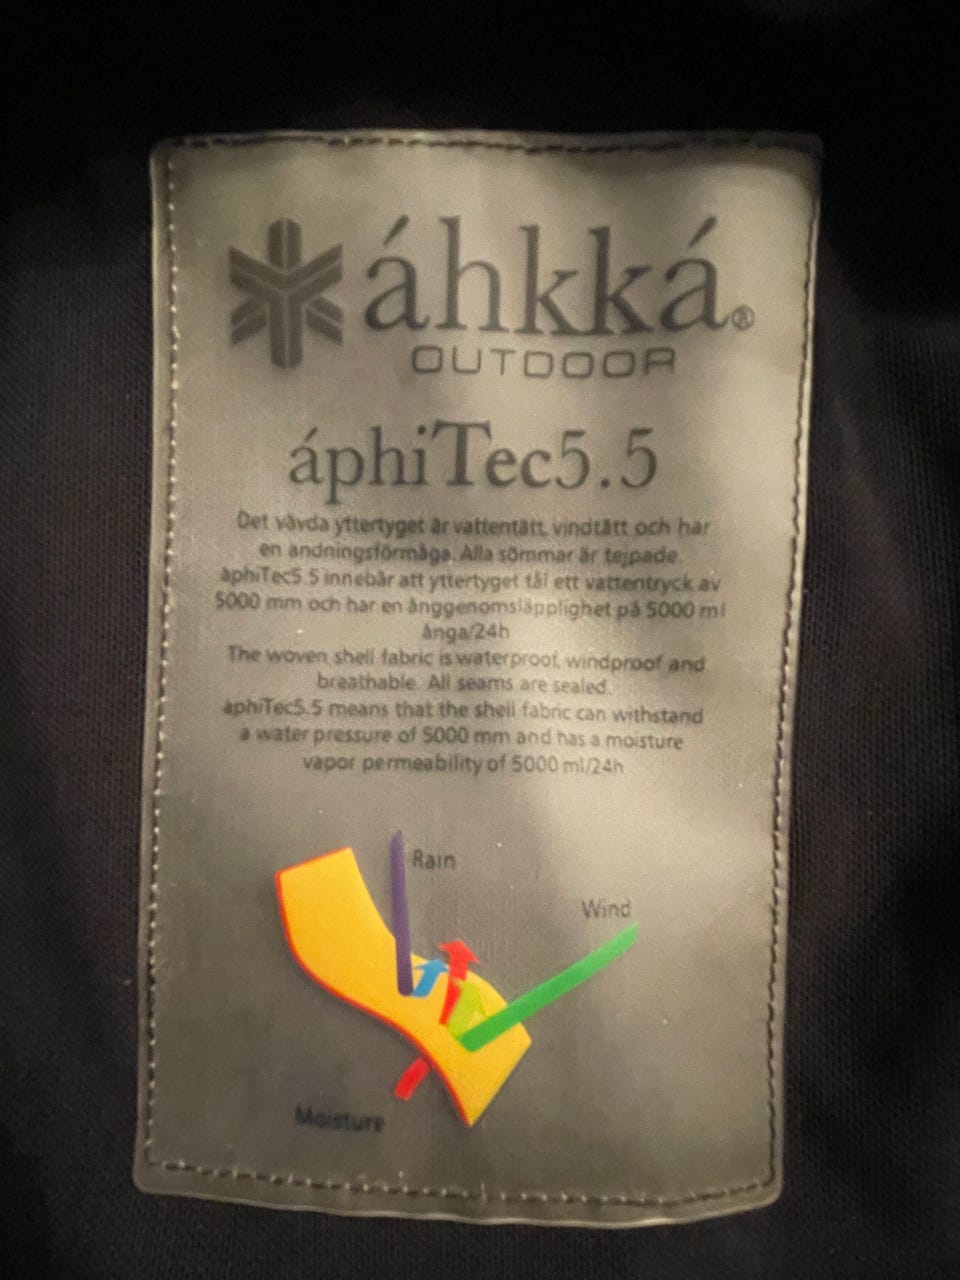 áhkká®
OUTDOOR
áphiTec5.5
Det vävda yttertyget är vattentätt, vindtätt och har
en andningsförmåga. Alla sömmar är tejpade.
áphiTec5.5 innebär att yttertyget tål ett vattentryck av
5000 mm och har en ånggenomsläpplighet på 5000 ml
ånga/24h
The woven shell fabric is waterproof, windproof and
breathable. All seams are sealed.
áphiTec5.5 means that the shell fabric can withstand
a water pressure of 5000 mm and has a moisture
vapor permeability of 5000 ml/24h
Rain
Wind
Moisture